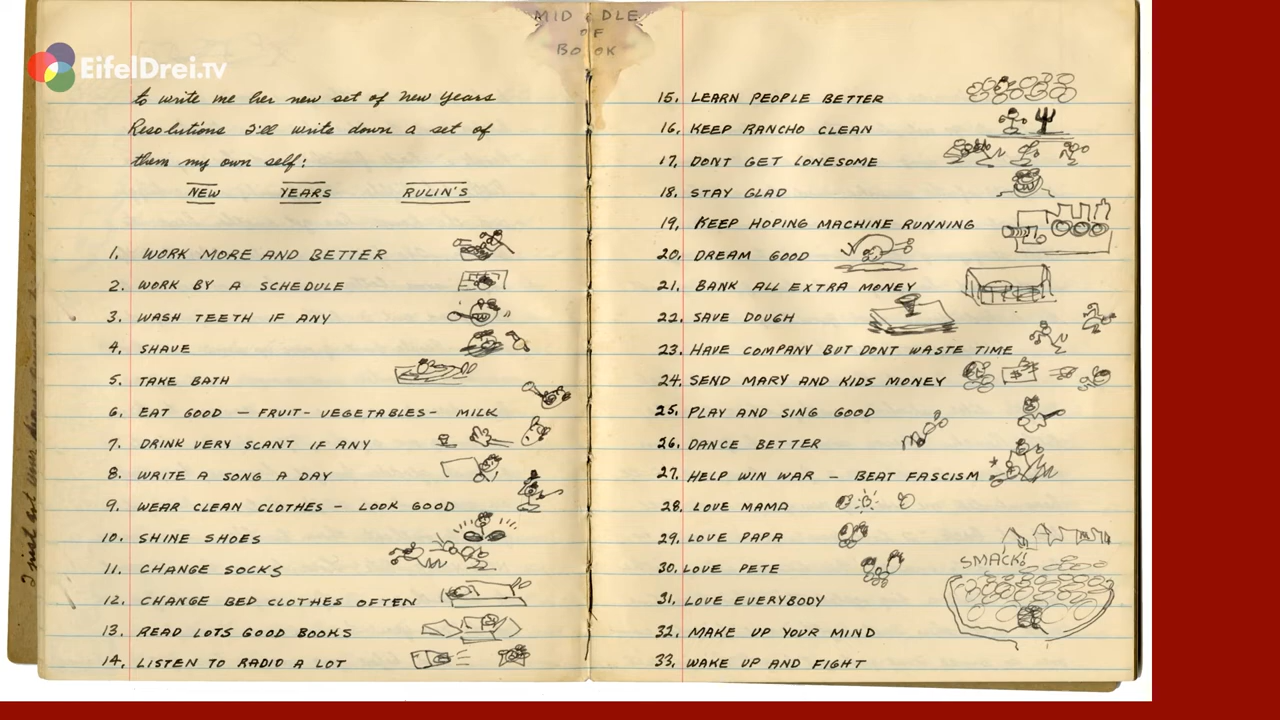 EifelDrei.TV
MIDDLE
OF
BOOK
to write me her new set of New Years
Resolutions I'll write down a set of
them my own self:
NEW YEARS RULIN'S
1. WORK MORE AND BETTER
2. WORK BY A SCHEDULE
3. WASH TEETH IF ANY
4. SHAVE
5. TAKE BATH
6. EAT GOOD — FRUIT — VEGETABLES — MILK
7. DRINK VERY SCANT IF ANY
8. WRITE A SONG A DAY
9. WEAR CLEAN CLOTHES — LOOK GOOD
10. SHINE SHOES
11. CHANGE SOCKS
12. CHANGE BED CLOTHES OFTEN
13. READ LOTS GOOD BOOKS
14. LISTEN TO RADIO A LOT
15. LEARN PEOPLE BETTER
16. KEEP RANCHO CLEAN
17. DONT GET LONESOME
18. STAY GLAD
19. KEEP HOPING MACHINE RUNNING
20. DREAM GOOD
21. BANK ALL EXTRA MONEY
22. SAVE DOUGH
23. HAVE COMPANY BUT DONT WASTE TIME
24. SEND MARY AND KIDS MONEY
25. PLAY AND SING GOOD
26. DANCE BETTER
27. HELP WIN WAR — BEAT FASCISM
28. LOVE MAMA
29. LOVE PAPA
30. LOVE PETE
SMACK!
31. LOVE EVERYBODY
32. MAKE UP YOUR MIND
33. WAKE UP AND FIGHT